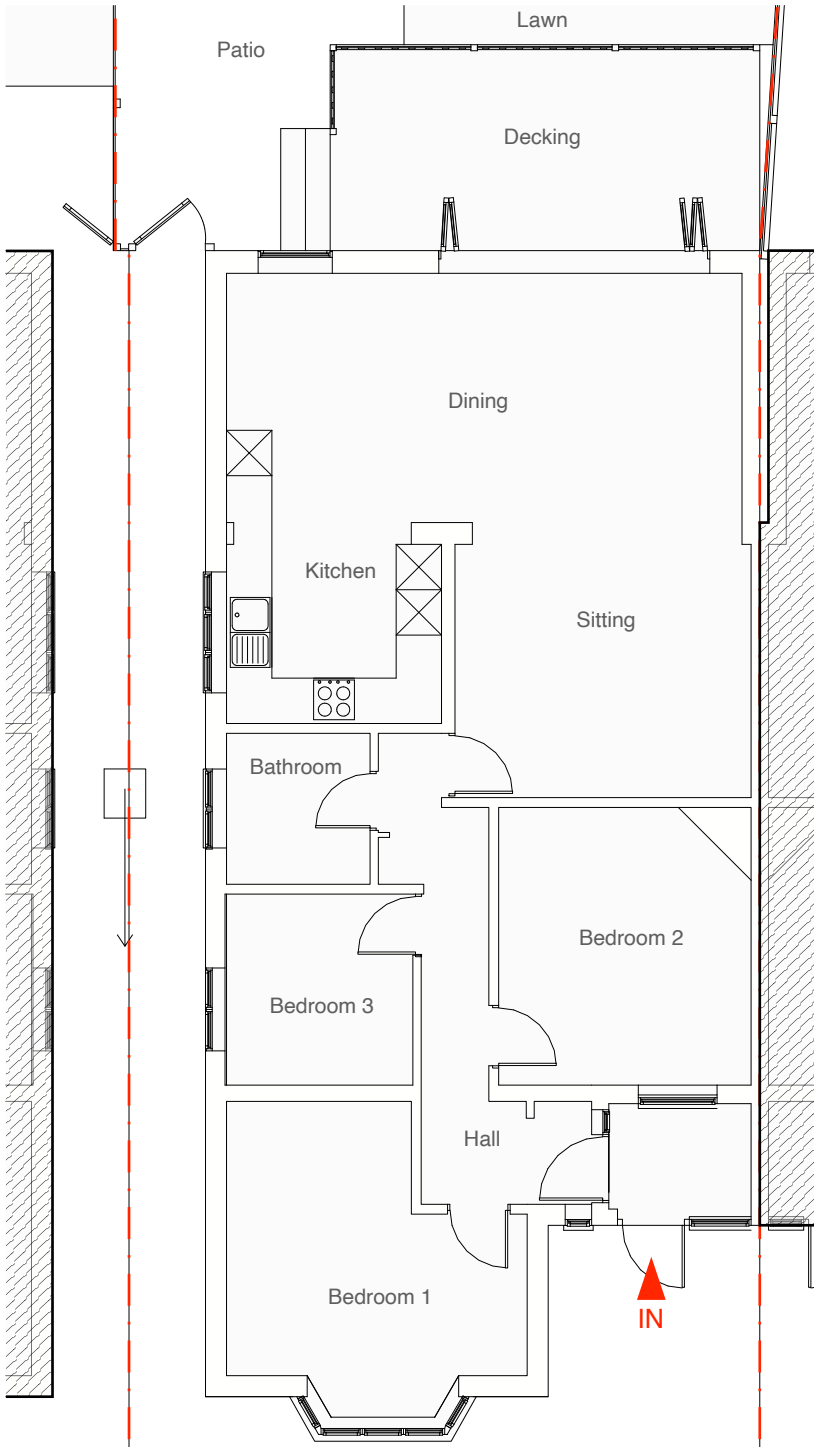 Lawn
Patio
Decking
Dining
Kitchen
Sitting
Bathroom
Bedroom 2
Bedroom 3
Hall
Bedroom 1
IN